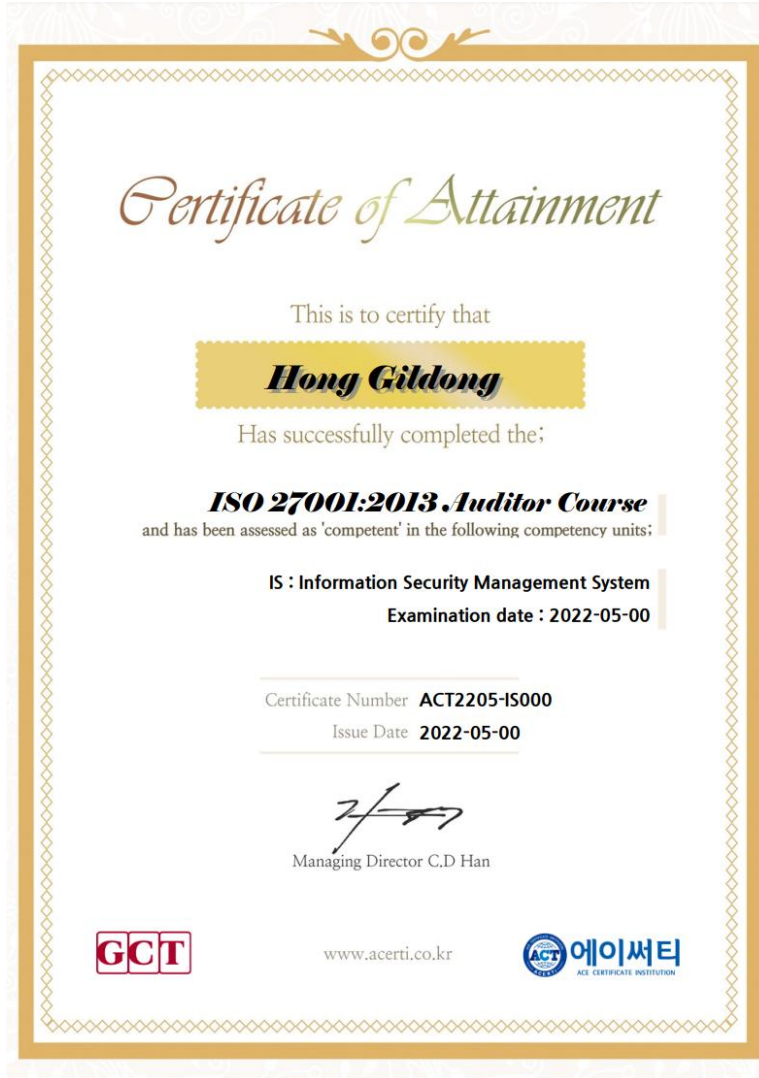 Certificate of Attainment
This is to certify that
Hong Gildong
Has successfully completed the;
ISO 27001:2013 Auditor Course
and has been assessed as 'competent' in the following competency units;
IS : Information Security Management System
Examination date : 2022-05-00
Certificate Number ACT2205-IS000
Issue Date 2022-05-00
Managing Director C.D Han
GCT
www.acerti.co.kr
ACT
에이써티
ACE CERTIFICATE INSTITUTION